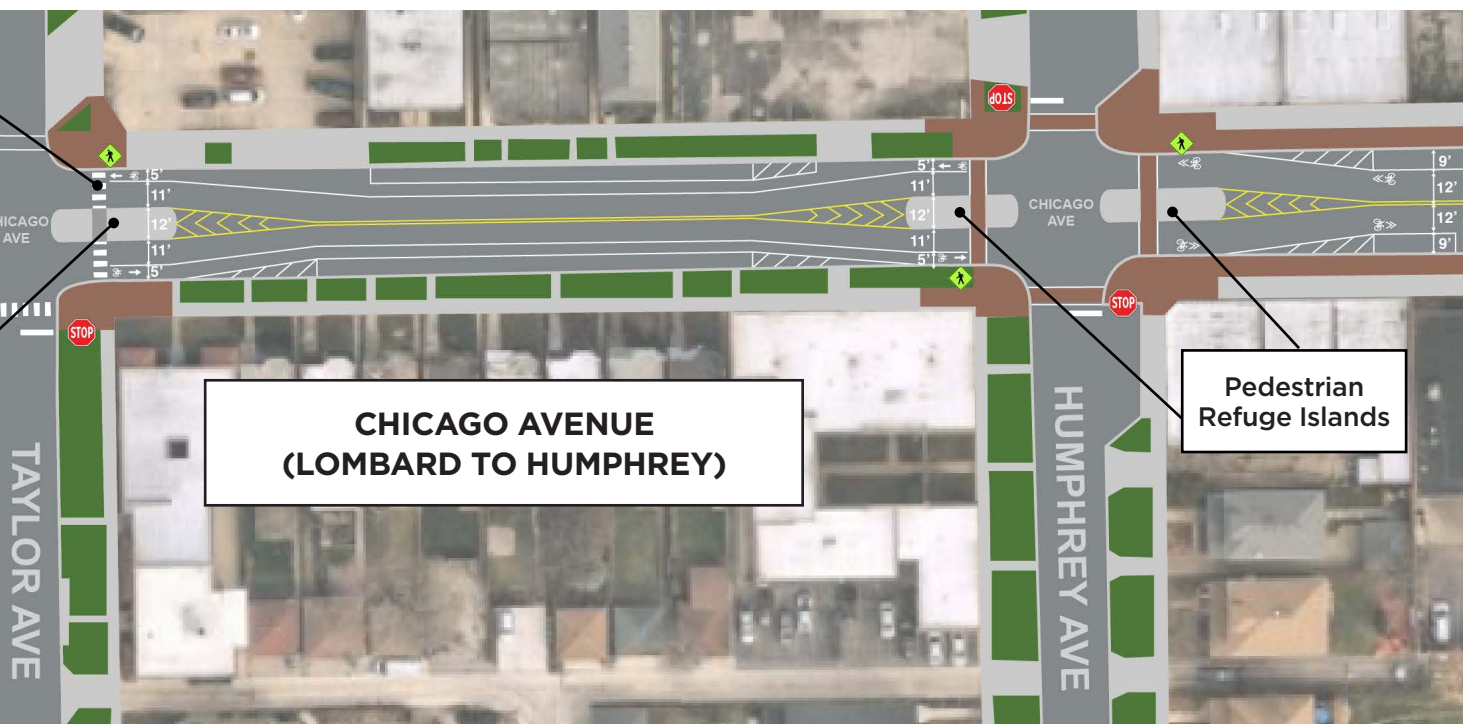 STOP
5'
5'
9'
11'
11'
12'
CHICAGO
AVE
12'
12'
CHICAGO
AVE
12'
11'
11'
9'
5'
5'
STOP
STOP
Pedestrian
Refuge Islands
CHICAGO AVENUE
(LOMBARD TO HUMPHREY)
TAYLOR AVE
HUMPHREY AVE